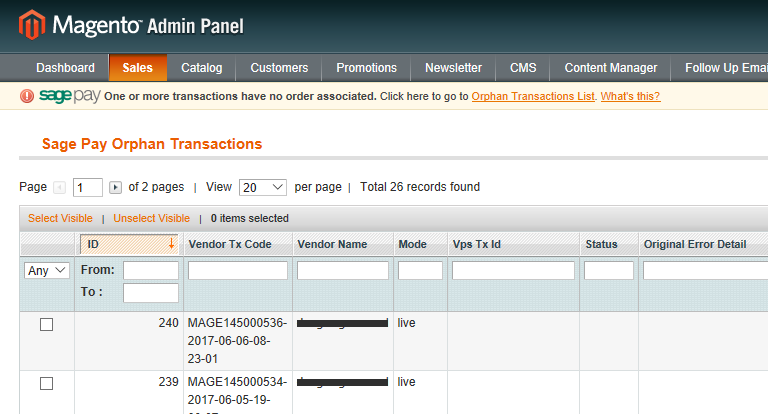 Magento Admin Panel
Dashboard Sales Catalog Customers Promotions Newsletter CMS Content Manager Follow Up Emai
sage pay One or more transactions have no order associated. Click here to go to Orphan Transactions List. What's this?
Sage Pay Orphan Transactions
Page 1 of 2 pages | View 20 per page | Total 26 records found
Select Visible | Unselect Visible | 0 items selected
ID Vendor Tx Code Vendor Name Mode Vps Tx Id Status Original Error Detail
Any From:
To :
240 MAGE145000536- live
2017-06-06-08-
23-01
239 MAGE145000534- live
2017-06-05-19-